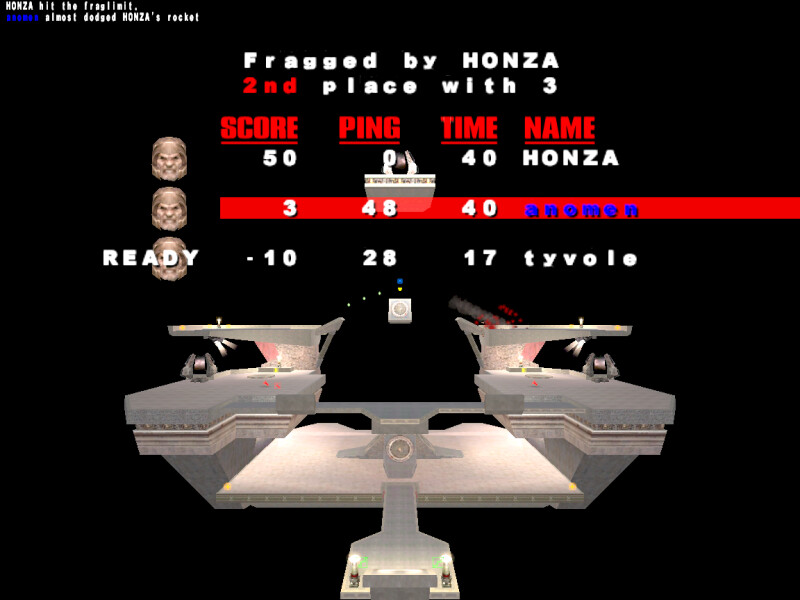 HONZA hit the fraglimit.
anomen almost dodged HONZA's rocket
Fragged by HONZA
2nd place with 3
SCORE PING TIME NAME
50 0 40 HONZA
3 48 40 anomen
READY -10 28 17 tyvole